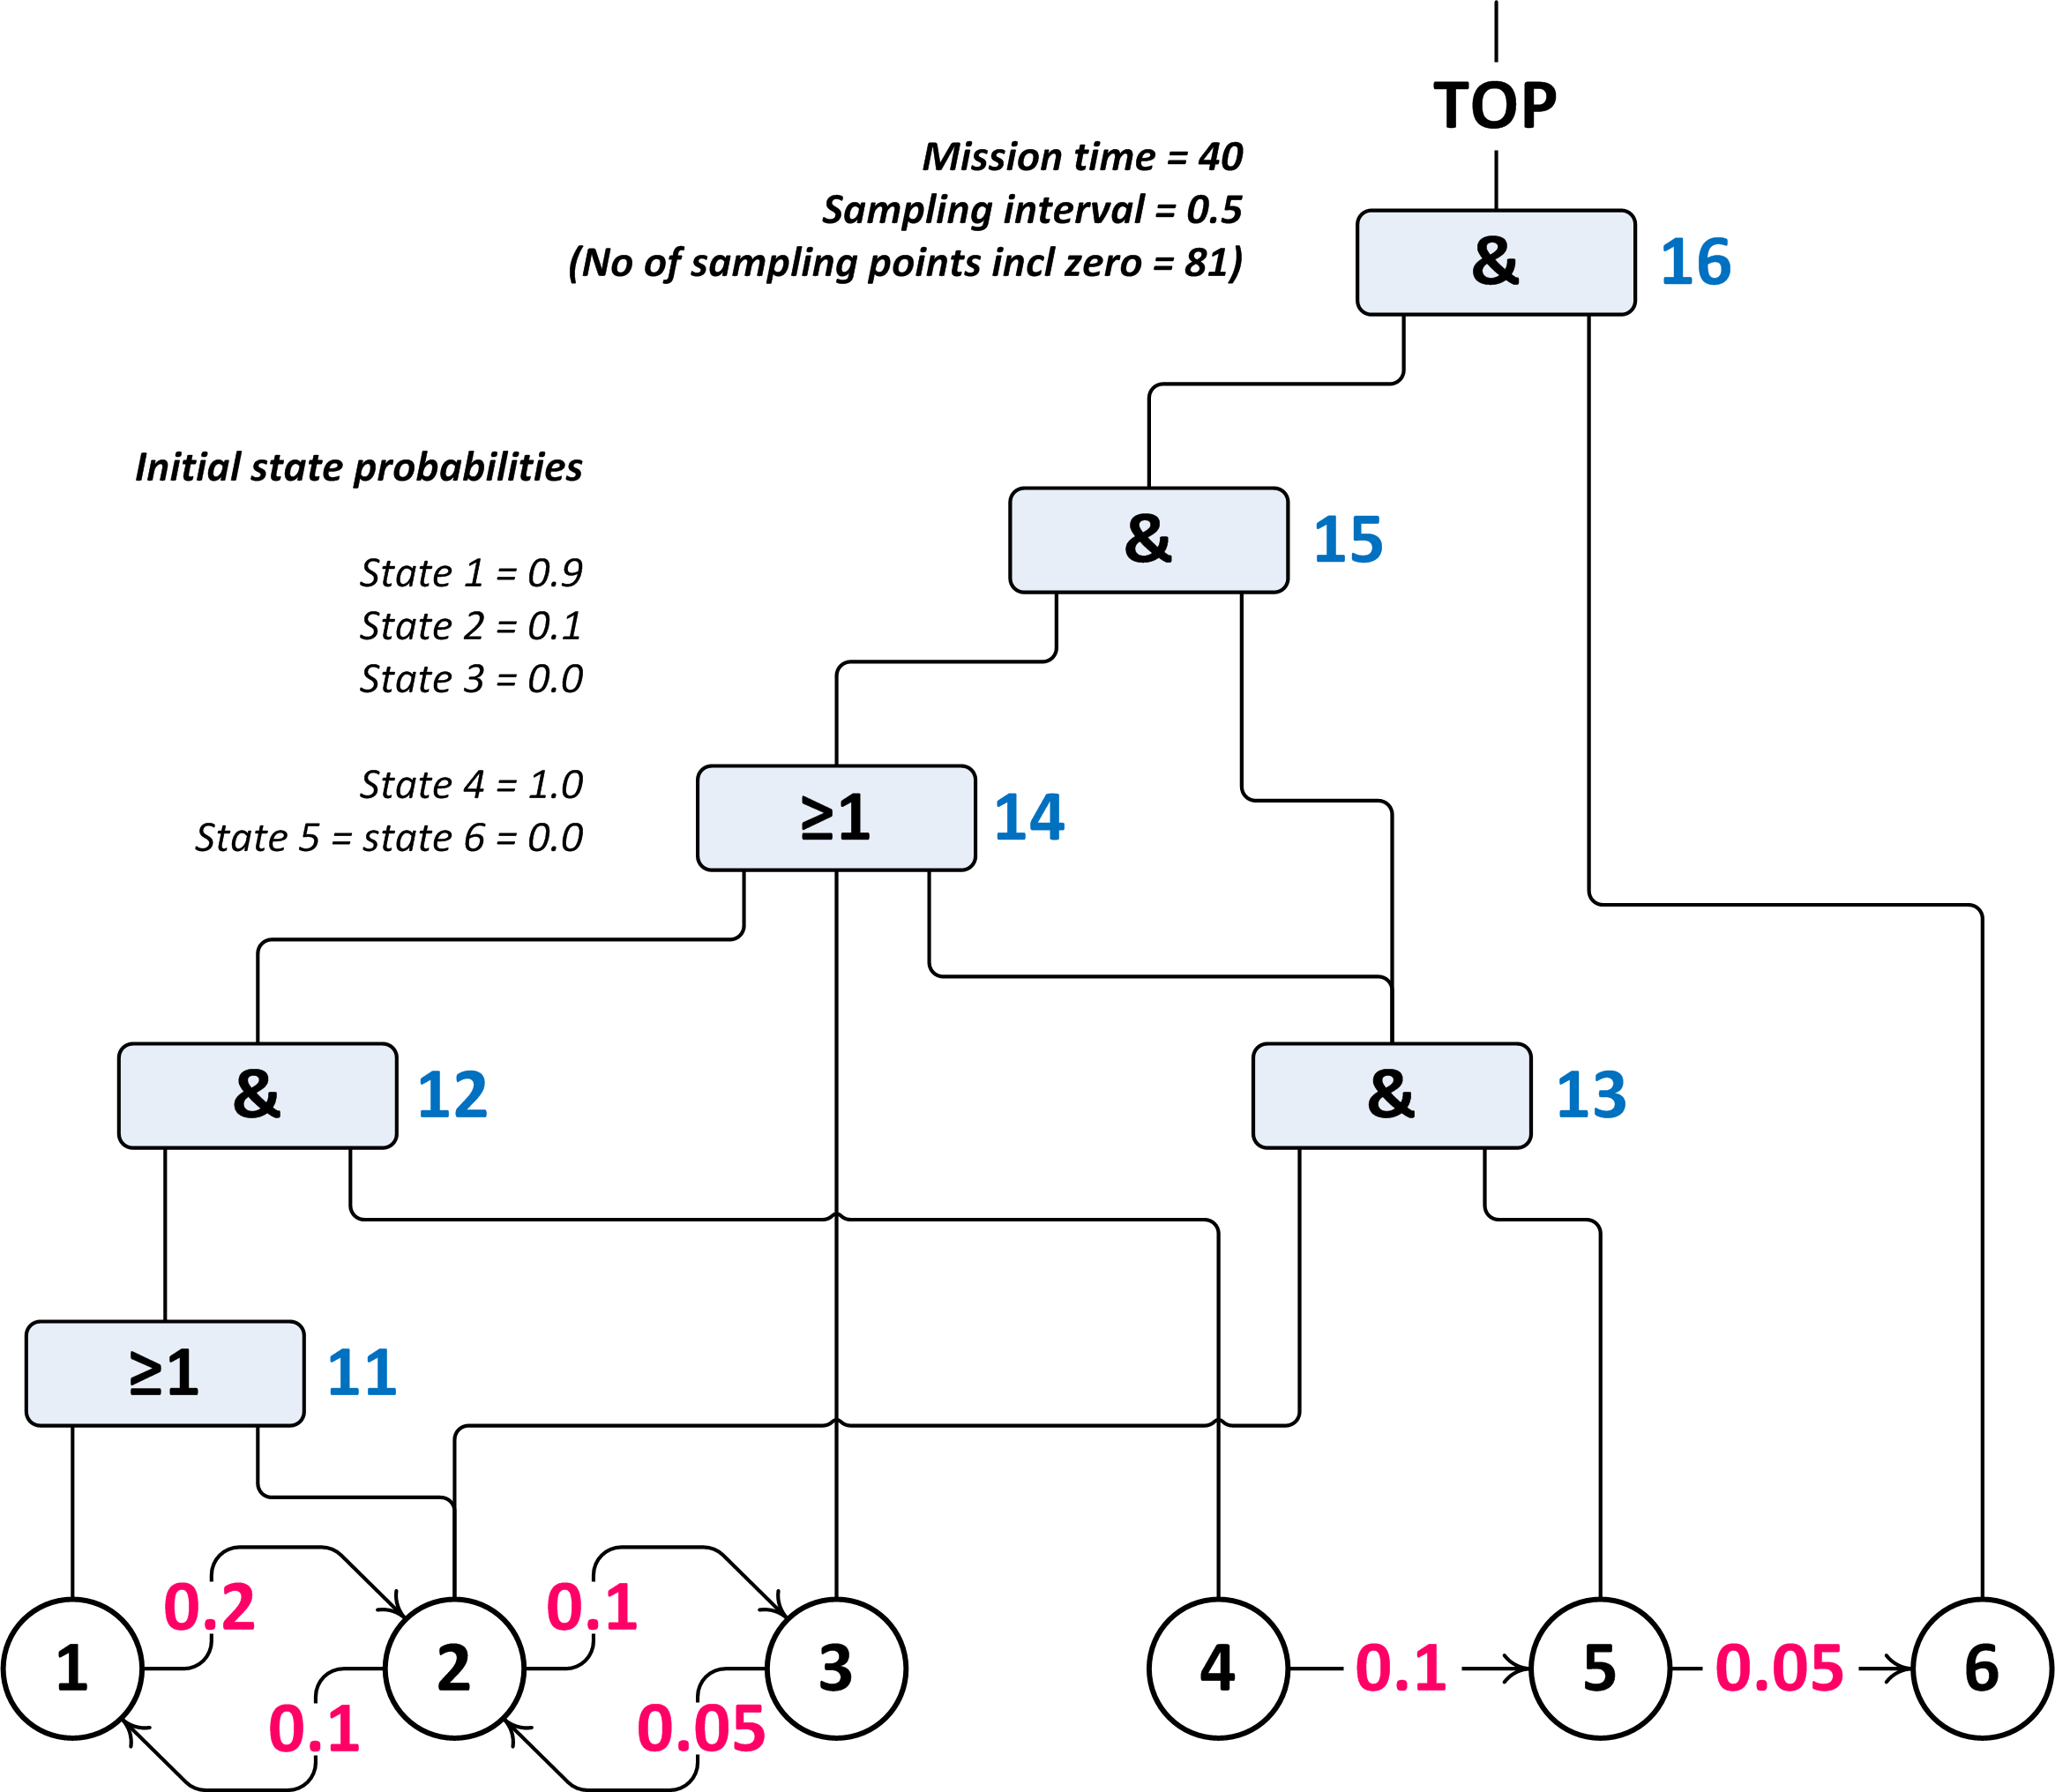 TOP
Mission time = 40
Sampling interval = 0.5
(No of sampling points incl zero = 81)
& 16
Initial state probabilities
& 15
State 1 = 0.9
State 2 = 0.1
State 3 = 0.0
State 4 = 1.0
State 5 = state 6 = 0.0
≥1 14
& 12
& 13
≥1 11
0.2
0.1
1
2
3
4
0.1
5
0.05
6
0.1
0.05